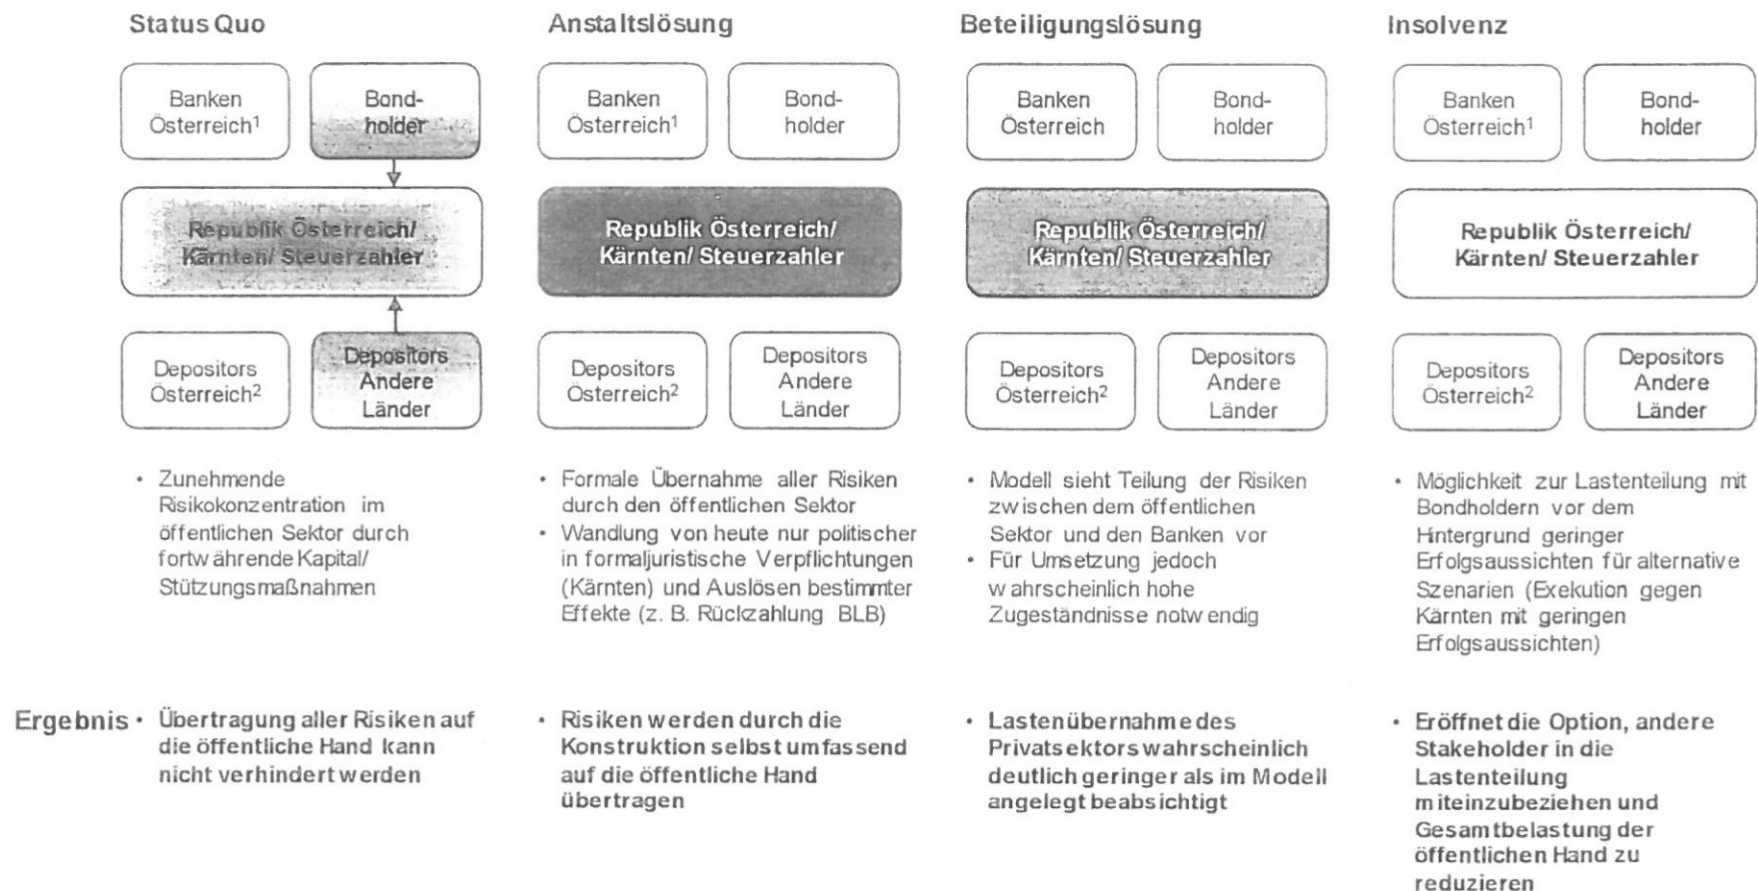 Status Quo
Banken
Österreich¹
Bond-
holder
Republik Österreich/
Kärnten/ Steuerzahler
Depositors
Österreich²
Depositors
Andere
Länder
• Zunehmende
Risikokonzentration im
öffentlichen Sektor durch
fortwährende Kapital/
Stützungsmaßnahmen
Anstaltslösung
Banken
Österreich¹
Bond-
holder
Republik Österreich/
Kärnten/ Steuerzahler
Depositors
Österreich²
Depositors
Andere
Länder
• Formale Übernahme aller Risiken
durch den öffentlichen Sektor
• Wandlung von heute nur politischer
in formaljuristische Verpflichtungen
(Kärnten) und Auslösen bestimmter
Effekte (z. B. Rückzahlung BLB)
Beteiligungslösung
Banken
Österreich
Bond-
holder
Republik Österreich/
Kärnten/ Steuerzahler
Depositors
Österreich²
Depositors
Andere
Länder
• Modell sieht Teilung der Risiken
zwischen dem öffentlichen
Sektor und den Banken vor
• Für Umsetzung jedoch
wahrscheinlich hohe
Zugeständnisse notwendig
Insolvenz
Banken
Österreich¹
Bond-
holder
Republik Österreich/
Kärnten/ Steuerzahler
Depositors
Österreich²
Depositors
Andere
Länder
• Möglichkeit zur Lastenteilung mit
Bondholdern vor dem
Hintergrund geringer
Erfolgsaussichten für alternative
Szenarien (Exekution gegen
Kärnten mit geringen
Erfolgsaussichten)
Ergebnis
• Übertragung aller Risiken auf
die öffentliche Hand kann
nicht verhindert werden
• Risiken werden durch die
Konstruktion selbst umfassend
auf die öffentliche Hand
übertragen
• Lastenübernahme des
Privatsektors wahrscheinlich
deutlich geringer als im Modell
angelegt beabsichtigt
• Eröffnet die Option, andere
Stakeholder in die
Lastenteilung
miteinzubeziehen und
Gesamtbelastung der
öffentlichen Hand zu
reduzieren